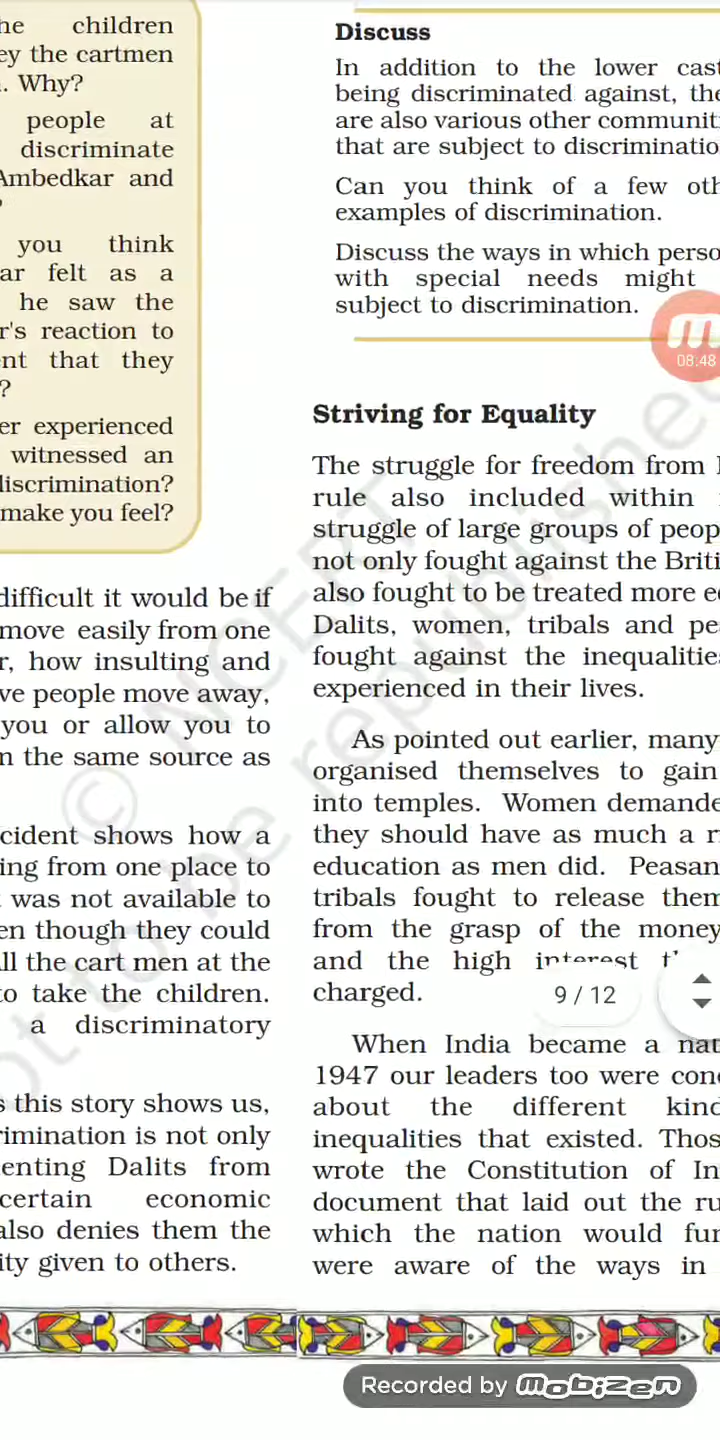 he children
ey the cartmen
. Why?
people at
discriminate
Ambedkar and
?
you think
ar felt as a
he saw the
r's reaction to
ent that they
?
er experienced
witnessed an
discrimination?
make you feel?
difficult it would be if
move easily from one
r, how insulting and
ve people move away,
you or allow you to
n the same source as
cident shows how a
ing from one place to
t was not available to
en though they could
ll the cart men at the
to take the children.
a discriminatory
s this story shows us,
rimination is not only
enting Dalits from
certain economic
also denies them the
ity given to others.
Discuss
In addition to the lower cast
being discriminated against, the
are also various other communiti
that are subject to discriminatio
Can you think of a few oth
examples of discrimination.
Discuss the ways in which perso
with special needs might
subject to discrimination.
08:48
Striving for Equality
The struggle for freedom from
rule also included within
struggle of large groups of peop
not only fought against the Briti
also fought to be treated more e
Dalits, women, tribals and pe
fought against the inequalities
experienced in their lives.
As pointed out earlier, many
organised themselves to gain
into temples. Women demande
they should have as much a r
education as men did. Peasan
tribals fought to release them
from the grasp of the money
and the high interest t
charged.
9 / 12
When India became a nat
1947 our leaders too were con
about the different kind
inequalities that existed. Thos
wrote the Constitution of In
document that laid out the ru
which the nation would fun
were aware of the ways in
© NCERT
not to be republished
Recorded by mobizen